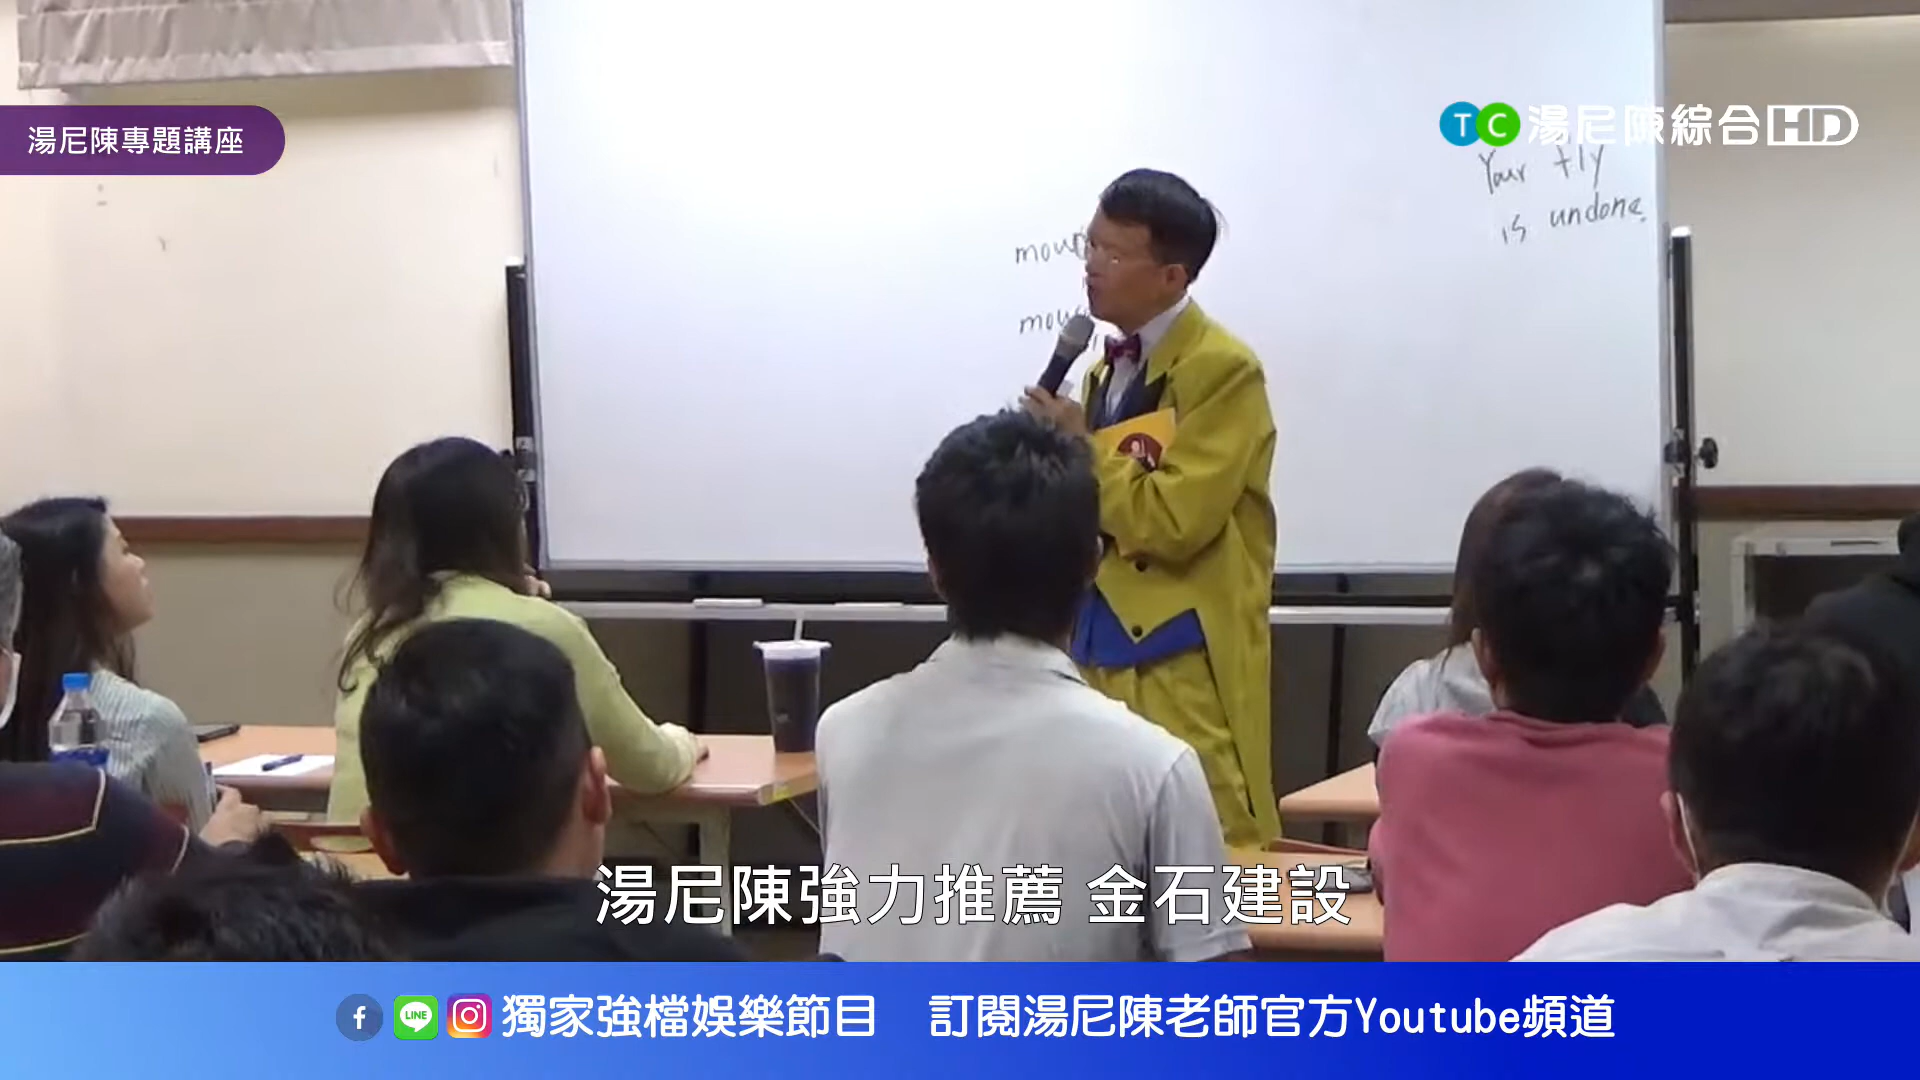 湯尼陳專題講座
TC 湯尼陳綜合HD
Your fly
is undone.
湯尼陳強力推薦 金石建設
f LINE 獨家強檔娛樂節目 訂閱湯尼陳老師官方Youtube頻道